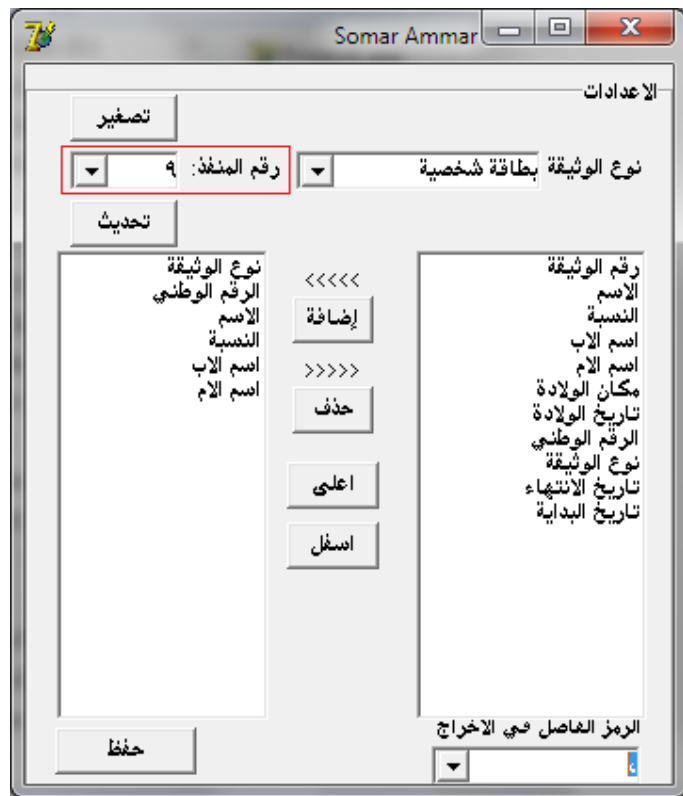 Somar Ammar
الاعدادات
تصغير
نوع الوثيقة بطاقة شخصية
رقم المنفذ: ٩
تحديث
رقم الوثيقة
الاسم
النسبة
اسم الاب
اسم الام
مكان الولادة
تاريخ الولادة
الرقم الوطني
نوع الوثيقة
تاريخ الانتهاء
تاريخ البداية
<<<<<
إضافة
>>>>>
حذف
اعلى
اسفل
نوع الوثيقة
الرقم الوطني
الاسم
النسبة
اسم الاب
اسم الام
الرمز الفاصل في الاخراج
حفظ